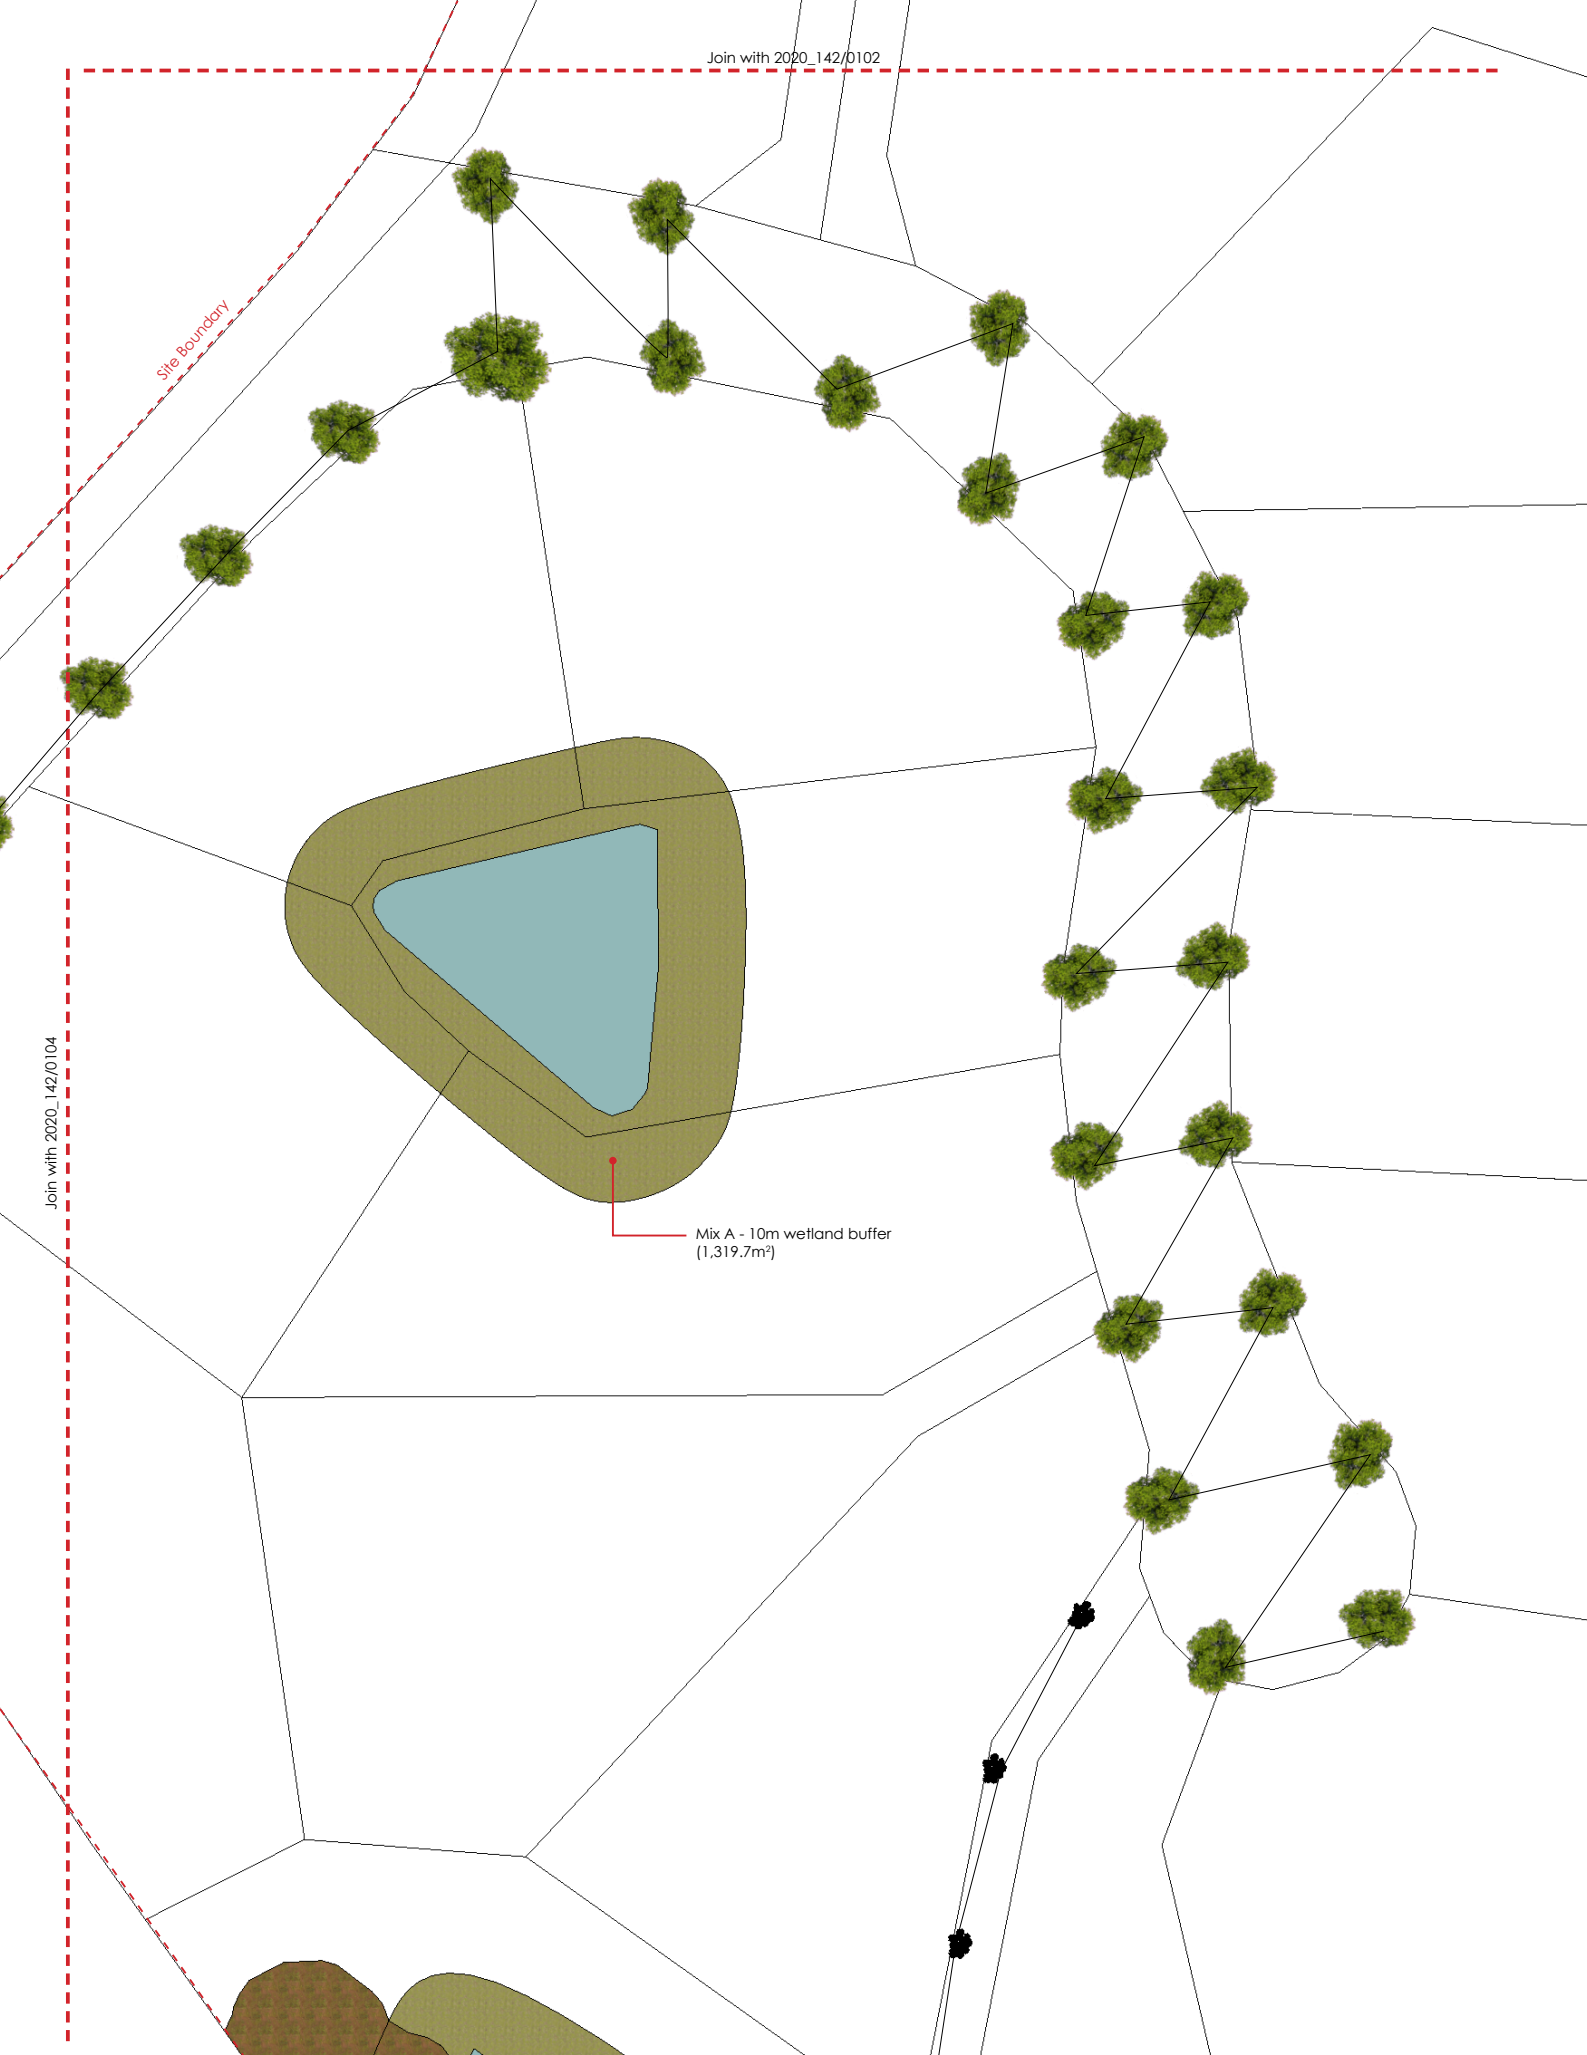 Join with 2020_142/0102
Site Boundary
Join with 2020_142/0104
Mix A - 10m wetland buffer
(1,319.7m²)